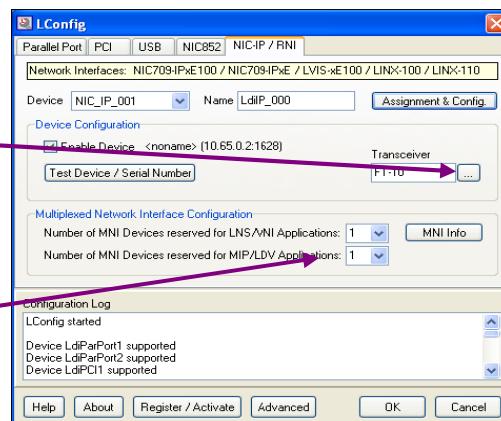 LConfig
Parallel Port PCI USB NIC852 NIC-IP / RNI
Network Interfaces: NIC709-IPxE100 / NIC709-IPxE / LVIS-xE100 / LINX-100 / LINX-110
Device NIC_IP_001 Name LdiIP_000 Assignment & Config.
Device Configuration
Enable Device <noname> (10.65.0.2:1628)
Transceiver
Test Device / Serial Number FT-10 ...
Multiplexed Network Interface Configuration
Number of MNI Devices reserved for LNS/VNI Applications: 1 MNI Info
Number of MNI Devices reserved for MIP/LDV Applications: 1
Configuration Log
LConfig started
Device LdiParPort1 supported
Device LdiParPort2 supported
Device LdiPCI1 supported
Help About Register / Activate Advanced OK Cancel